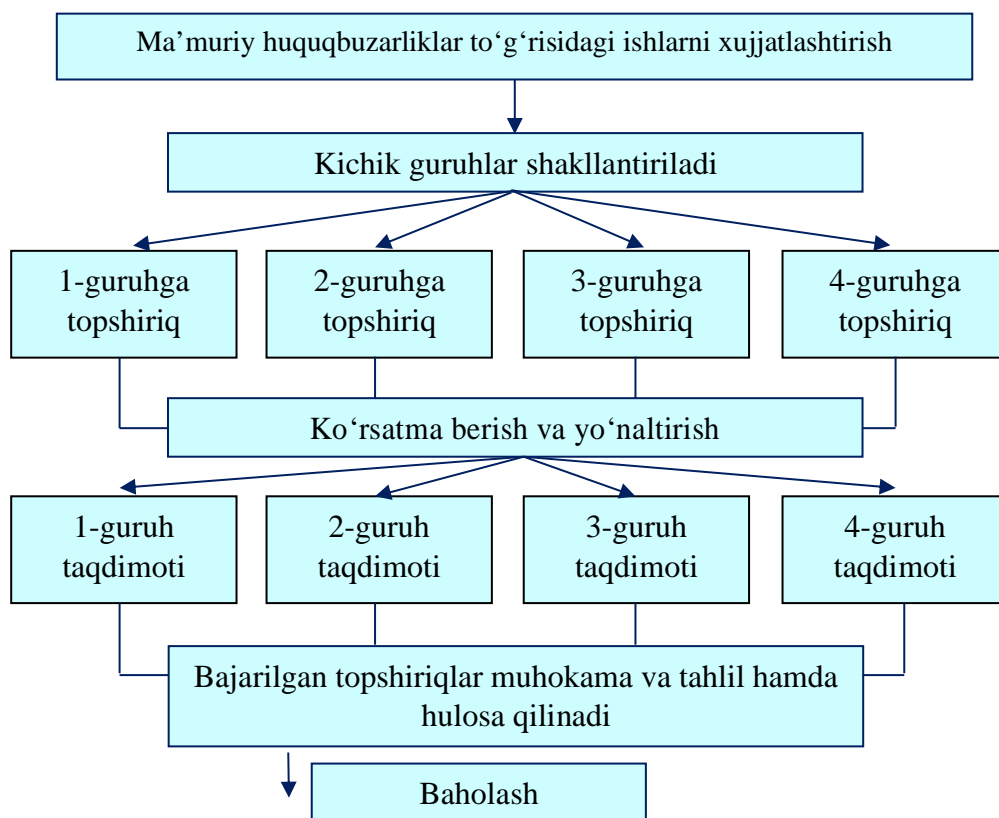 Ma’muriy huquqbuzarliklar to‘g‘risidagi ishlarni xujjatlashtirish
Kichik guruhlar shakllantiriladi
1-guruhga
topshiriq
2-guruhga
topshiriq
3-guruhga
topshiriq
4-guruhga
topshiriq
Ko‘rsatma berish va yo‘naltirish
1-guruh
taqdimoti
2-guruh
taqdimoti
3-guruh
taqdimoti
4-guruh
taqdimoti
Bajarilgan topshiriqlar muhokama va tahlil hamda
hulosa qilinadi
Baholash